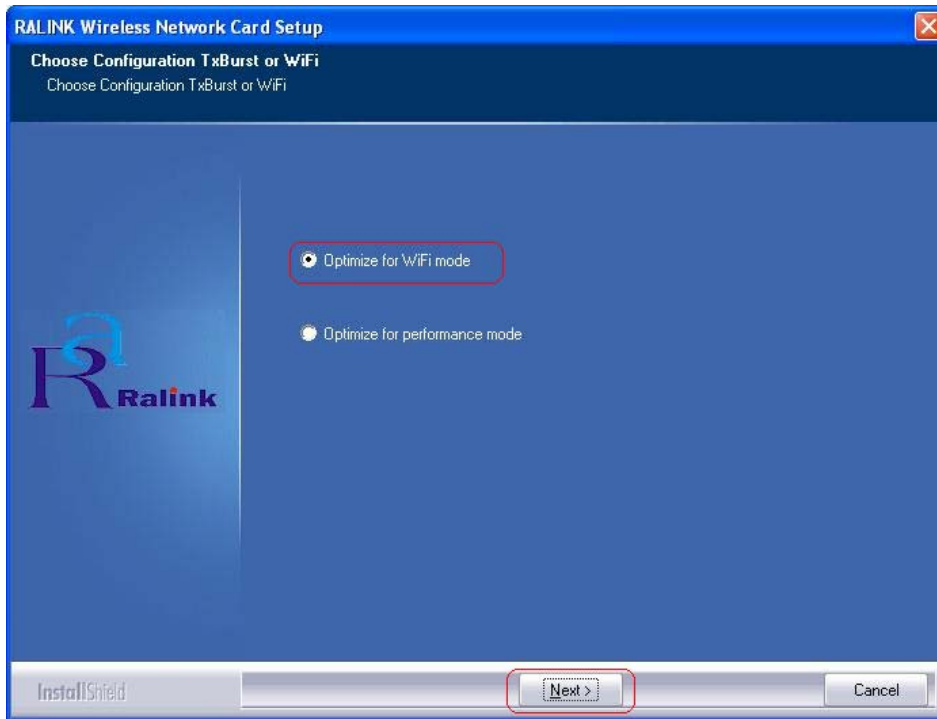 RALINK Wireless Network Card Setup
Choose Configuration TxBurst or WiFi
Choose Configuration TxBurst or WiFi
Optimize for WiFi mode
Optimize for performance mode
Ra
Ralink
InstallShield
Next >
Cancel